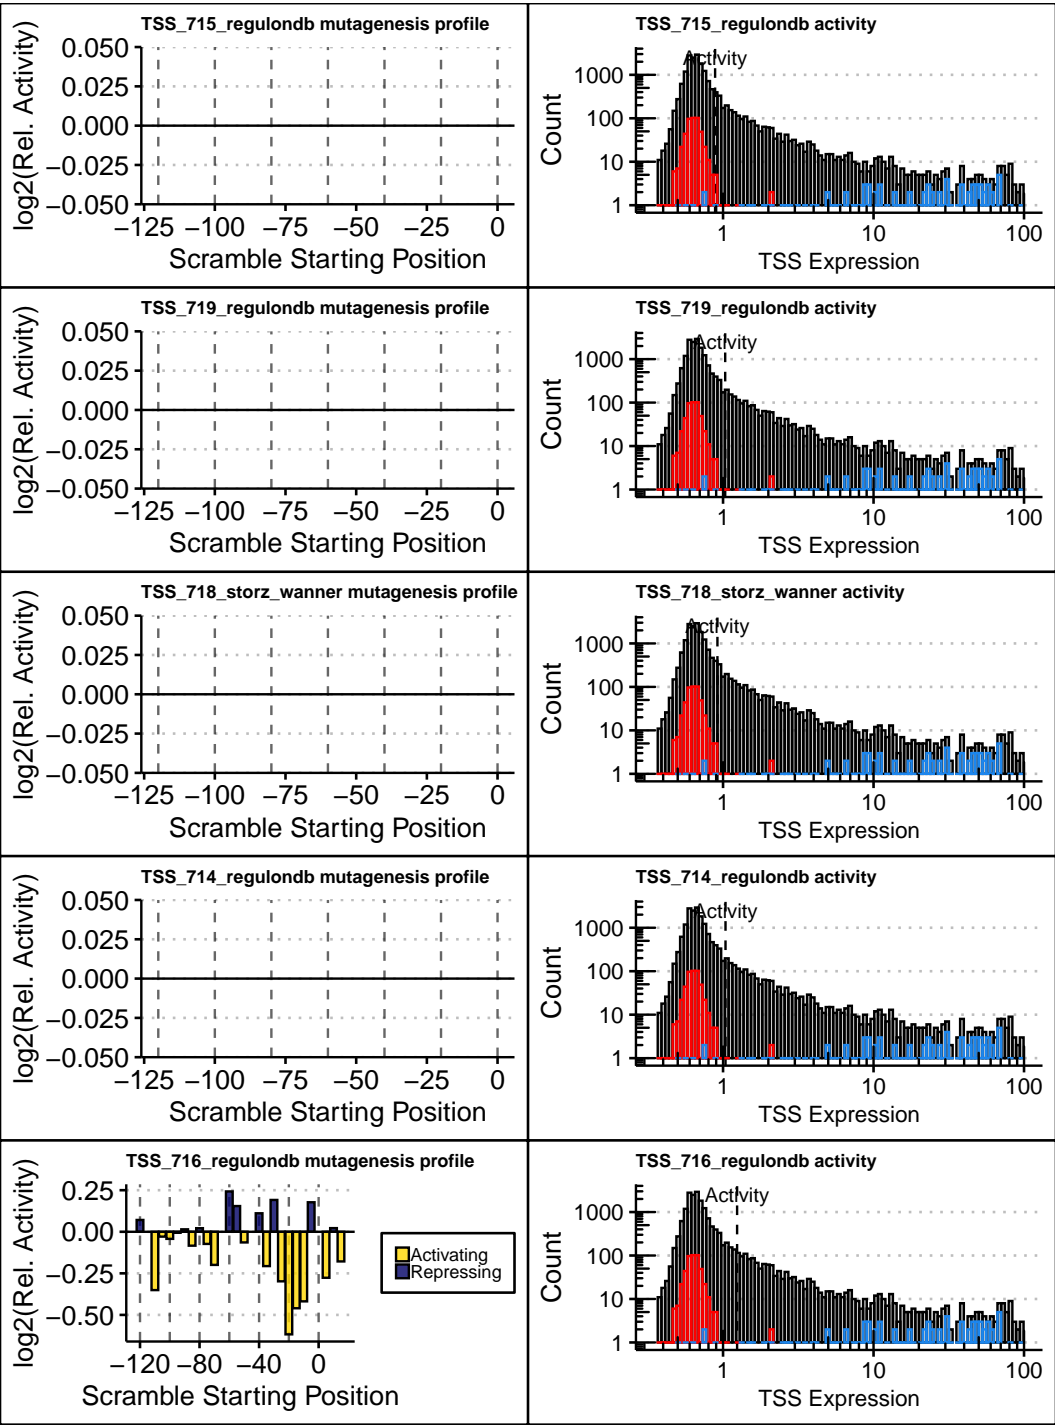 TSS_715_regulondb mutagenesis profile
log2(Rel. Activity)
0.050
0.025
0.000
−0.025
−0.050
−125 −100 −75 −50 −25 0
Scramble Starting Position
TSS_715_regulondb activity
Activity
Count
1000
100
10
1
1 10 100
TSS Expression
TSS_719_regulondb mutagenesis profile
log2(Rel. Activity)
0.050
0.025
0.000
−0.025
−0.050
−125 −100 −75 −50 −25 0
Scramble Starting Position
TSS_719_regulondb activity
Activity
Count
1000
100
10
1
1 10 100
TSS Expression
TSS_718_storz_wanner mutagenesis profile
log2(Rel. Activity)
0.050
0.025
0.000
−0.025
−0.050
−125 −100 −75 −50 −25 0
Scramble Starting Position
TSS_718_storz_wanner activity
Activity
Count
1000
100
10
1
1 10 100
TSS Expression
TSS_714_regulondb mutagenesis profile
log2(Rel. Activity)
0.050
0.025
0.000
−0.025
−0.050
−125 −100 −75 −50 −25 0
Scramble Starting Position
TSS_714_regulondb activity
Activity
Count
1000
100
10
1
1 10 100
TSS Expression
TSS_716_regulondb mutagenesis profile
log2(Rel. Activity)
0.25
0.00
−0.25
−0.50
−120 −80 −40 0
Scramble Starting Position
Activating
Repressing
TSS_716_regulondb activity
Activity
Count
1000
100
10
1
1 10 100
TSS Expression